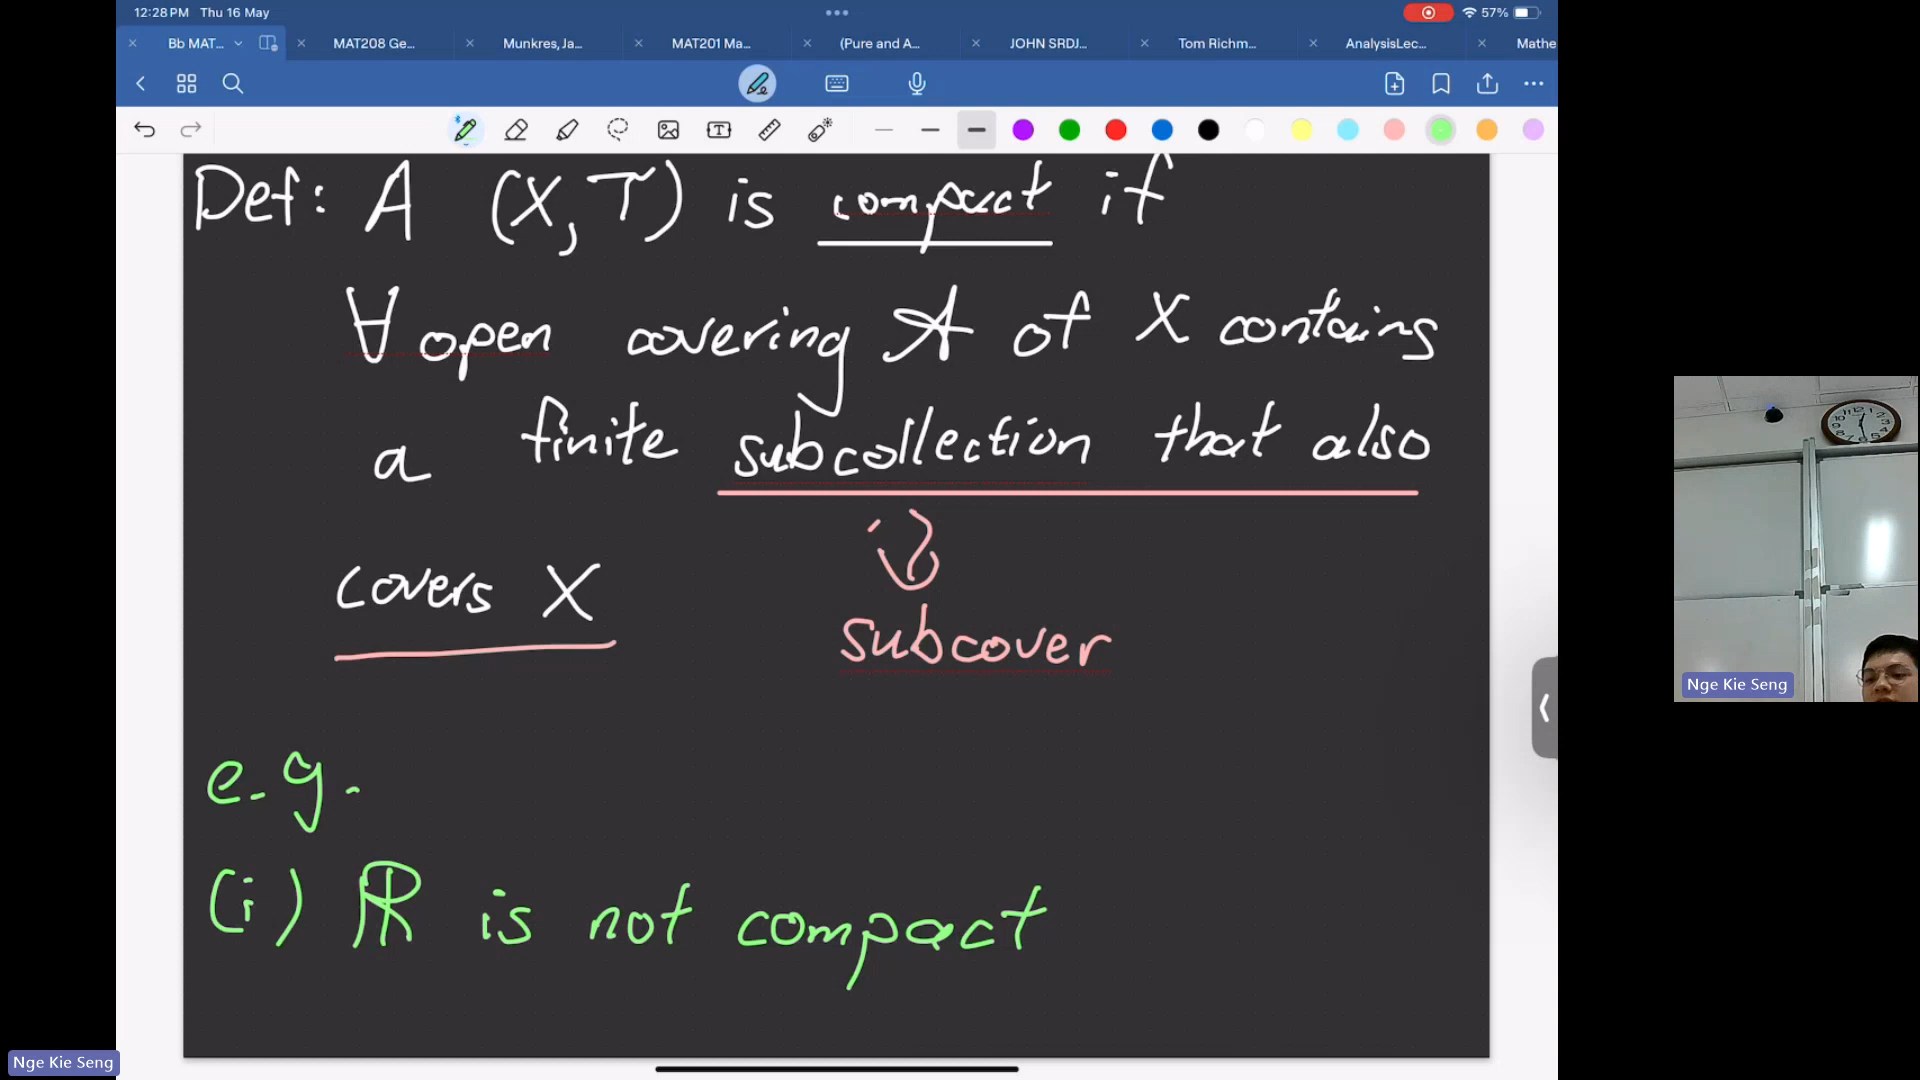 12:28 PM Thu 16 May
57%
Bb MAT...
MAT208 Ge...
Munkres, Ja...
MAT201 Ma...
(Pure and A...
JOHN SRDJ...
Tom Richm...
AnalysisLec...
Mathe
Def: A (X, T) is compact if
∀ open covering A of X contains
a finite subcollection that also
covers X
subcover
e.g.
(i) ℝ is not compact
Nge Kie Seng
Nge Kie Seng